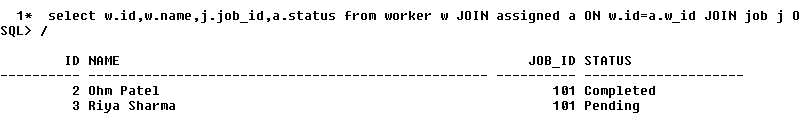 1*  select w.id,w.name,j.job_id,a.status from worker w JOIN assigned a ON w.id=a.w_id JOIN job j O
SQL> /
ID NAME JOB_ID STATUS
---------- -------------------------------------------------- ---------- --------------------
2 Ohm Patel 101 Completed
3 Riya Sharma 101 Pending